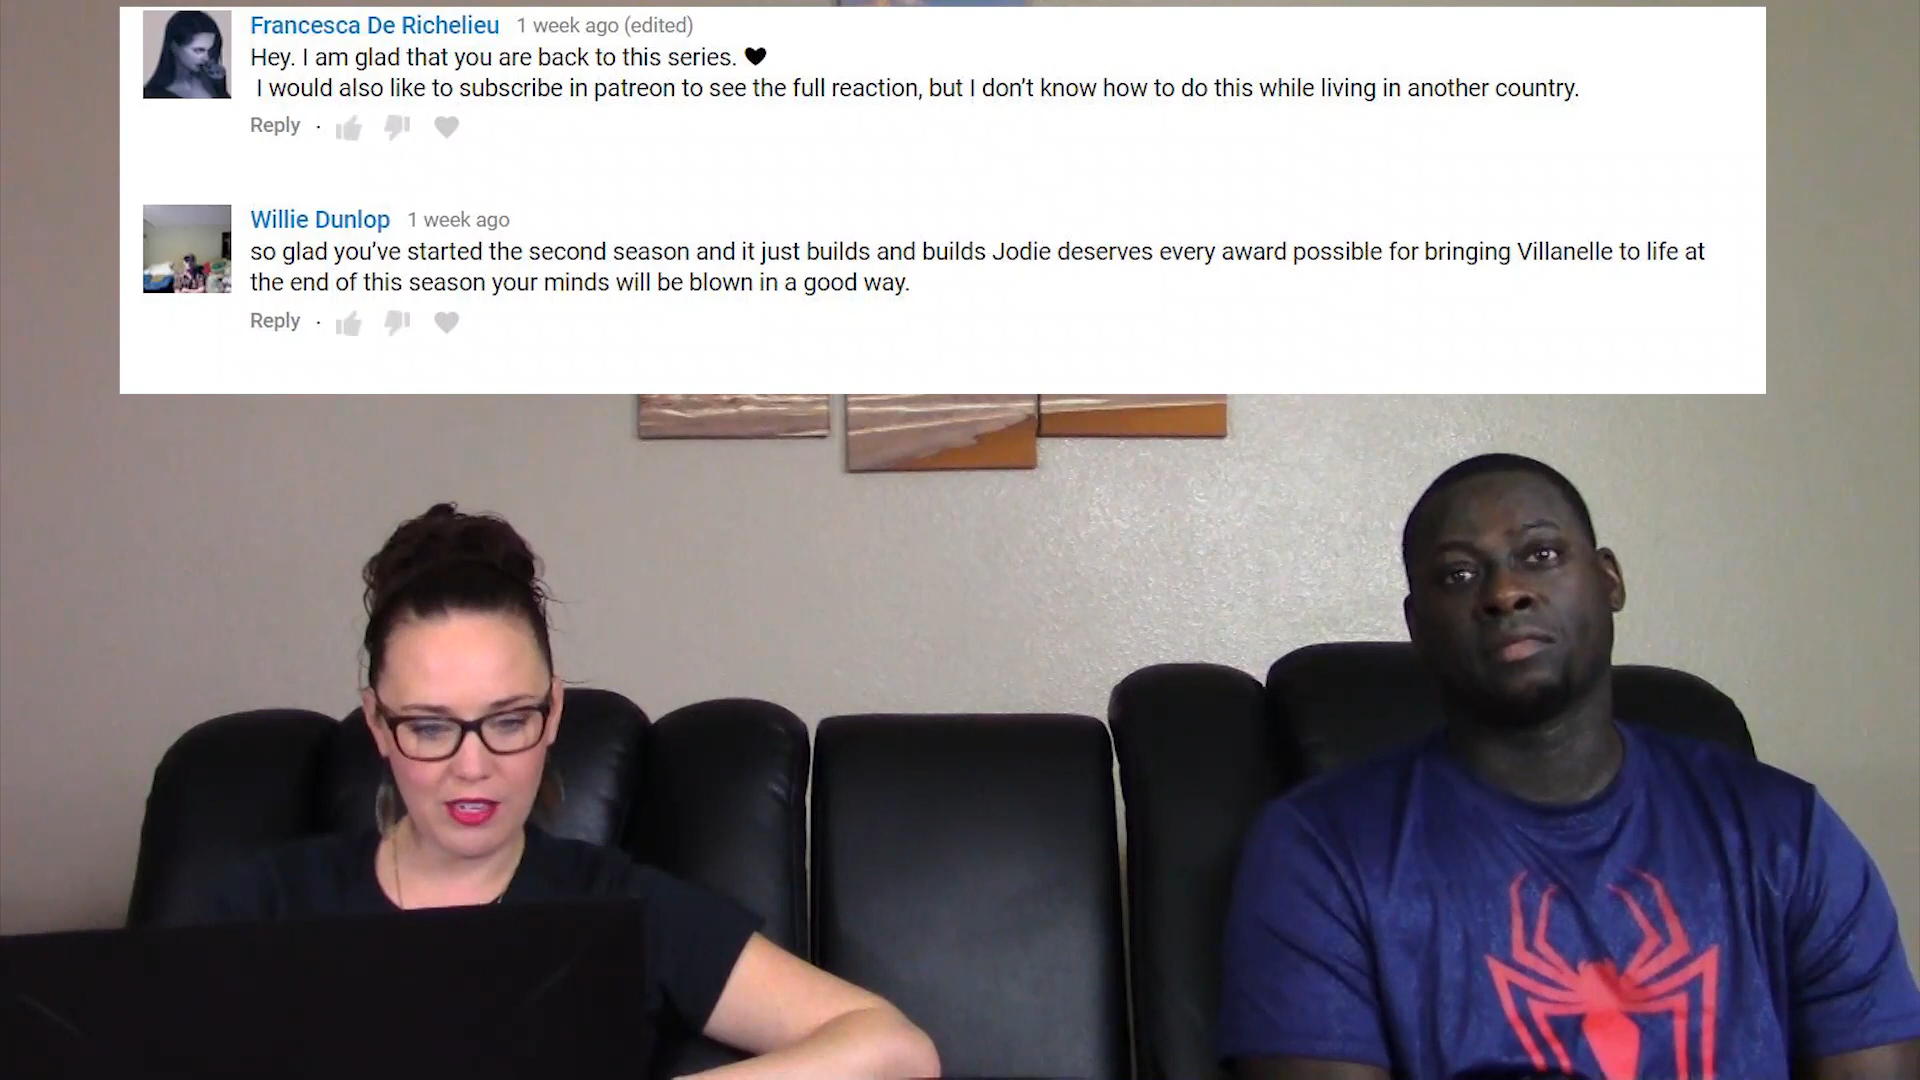 Francesca De Richelieu 1 week ago (edited)
Hey. I am glad that you are back to this series. 🖤
I would also like to subscribe in patreon to see the full reaction, but I don’t know how to do this while living in another country.
Reply ·
Willie Dunlop 1 week ago
so glad you’ve started the second season and it just builds and builds Jodie deserves every award possible for bringing Villanelle to life at
the end of this season your minds will be blown in a good way.
Reply ·